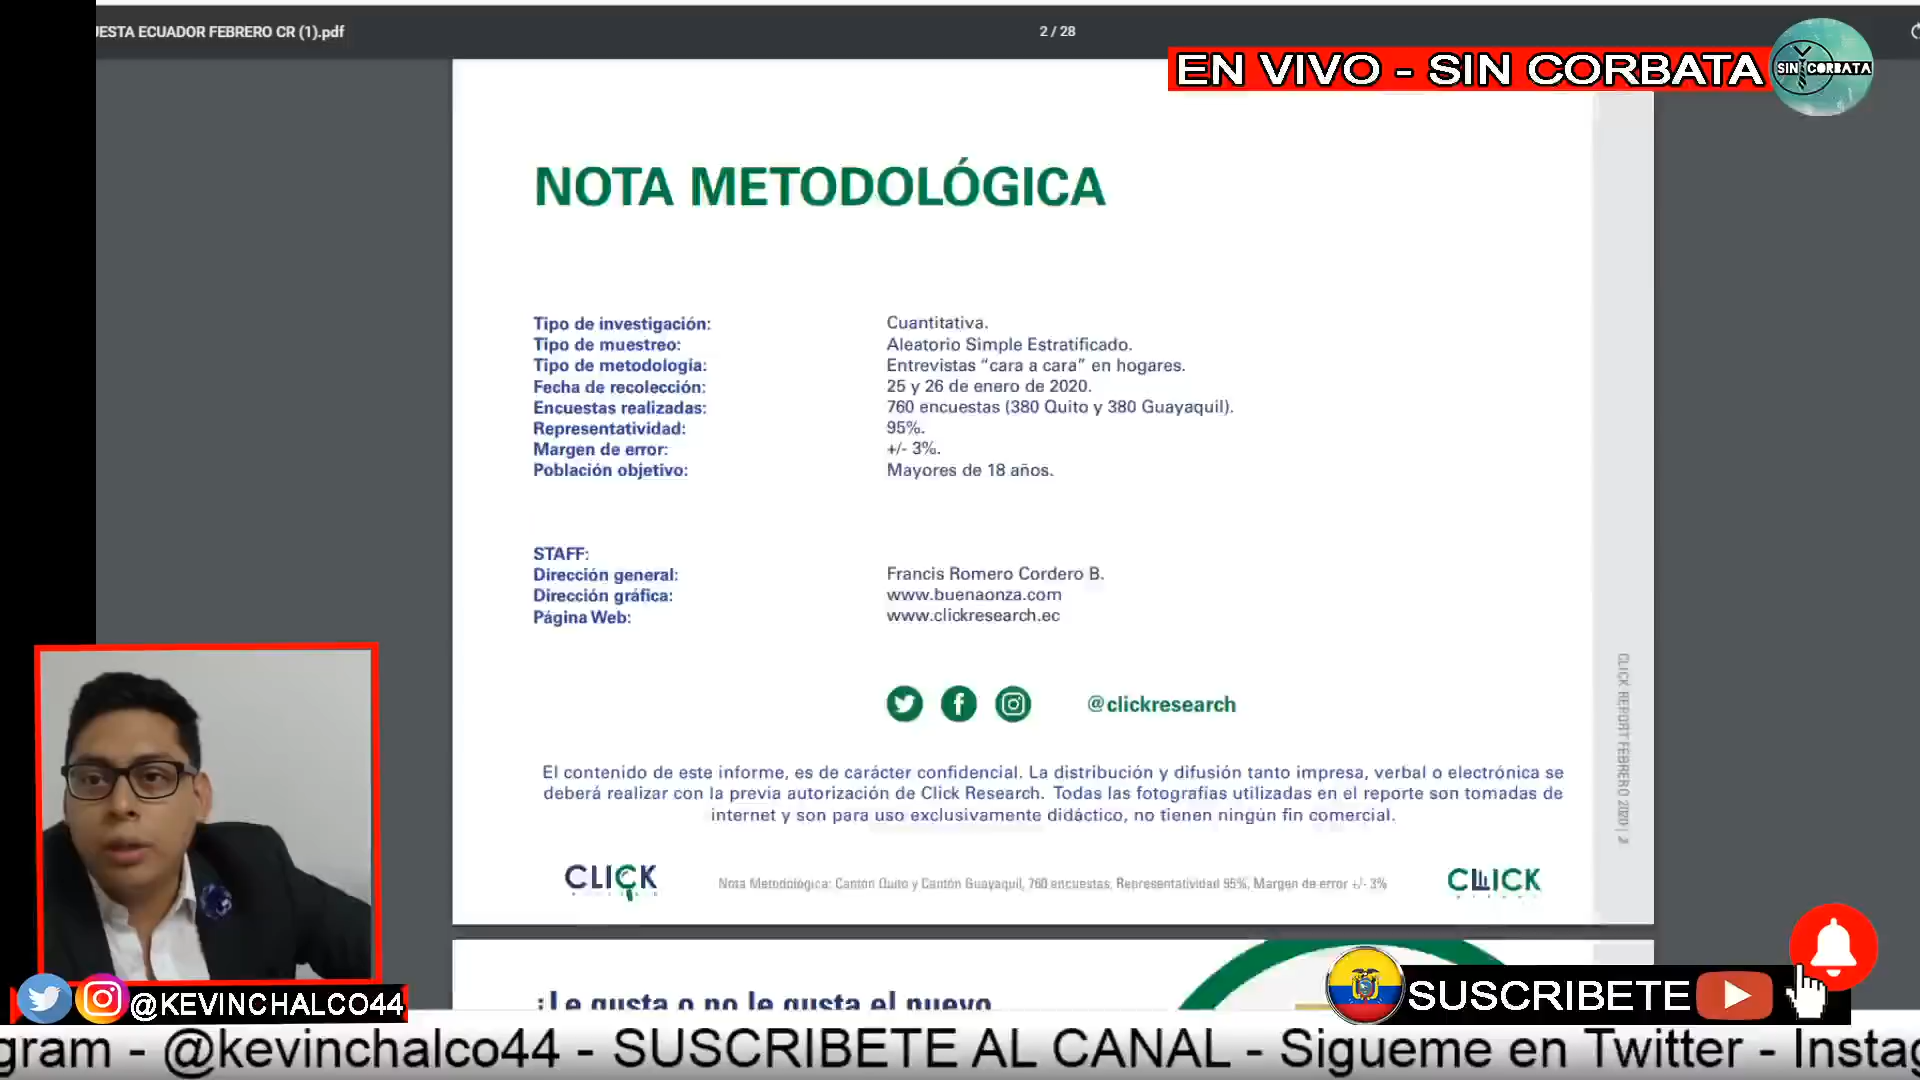 UESTA ECUADOR FEBRERO CR (1).pdf
2 / 28
EN VIVO - SIN CORBATA
SIN CORBATA
NOTA METODOLÓGICA
Tipo de investigación: Cuantitativa.
Tipo de muestreo: Aleatorio Simple Estratificado.
Tipo de metodología: Entrevistas “cara a cara” en hogares.
Fecha de recolección: 25 y 26 de enero de 2020.
Encuestas realizadas: 760 encuestas (380 Quito y 380 Guayaquil).
Representatividad: 95%.
Margen de error: +/- 3%.
Población objetivo: Mayores de 18 años.
STAFF:
Dirección general: Francis Romero Cordero B.
Dirección gráfica: www.buenaonza.com
Página Web: www.clickresearch.ec
@clickresearch
El contenido de este informe, es de carácter confidencial. La distribución y difusión tanto impresa, verbal o electrónica se
deberá realizar con la previa autorización de Click Research. Todas las fotografías utilizadas en el reporte son tomadas de
internet y son para uso exclusivamente didáctico, no tienen ningún fin comercial.
CLICK
Nota Metodológica: Cantón Quito y Cantón Guayaquil, 760 encuestas, Representatividad 95%, Margen de error +/- 3%
CLICK
CLICK REPORT FEBRERO 2020 | 2
¿Le gusta o no le gusta el nuevo
@KEVINCHALCO44
SUSCRIBETE
gram - @kevinchalco44 - SUSCRIBETE AL CANAL - Sigueme en Twitter - Instag